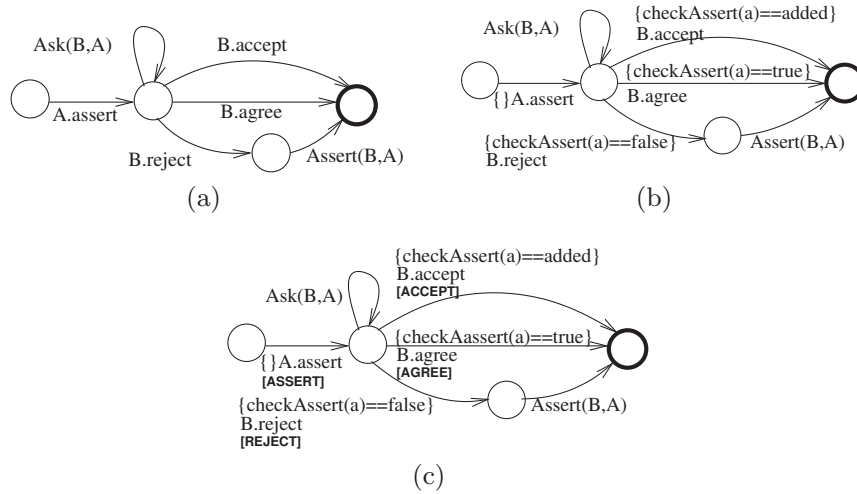 Ask(B,A)
B.accept
A.assert
B.agree
B.reject
Assert(B,A)
(a)
{checkAssert(a)==added}
Ask(B,A)
B.accept
{checkAssert(a)==true}
{}A.assert
B.agree
{checkAssert(a)==false}
Assert(B,A)
B.reject
(b)
{checkAssert(a)==added}
B.accept
[ACCEPT]
Ask(B,A)
{checkAassert(a)==true}
{}A.assert
B.agree
[ASSERT]
[AGREE]
{checkAssert(a)==false}
Assert(B,A)
B.reject
[REJECT]
(c)